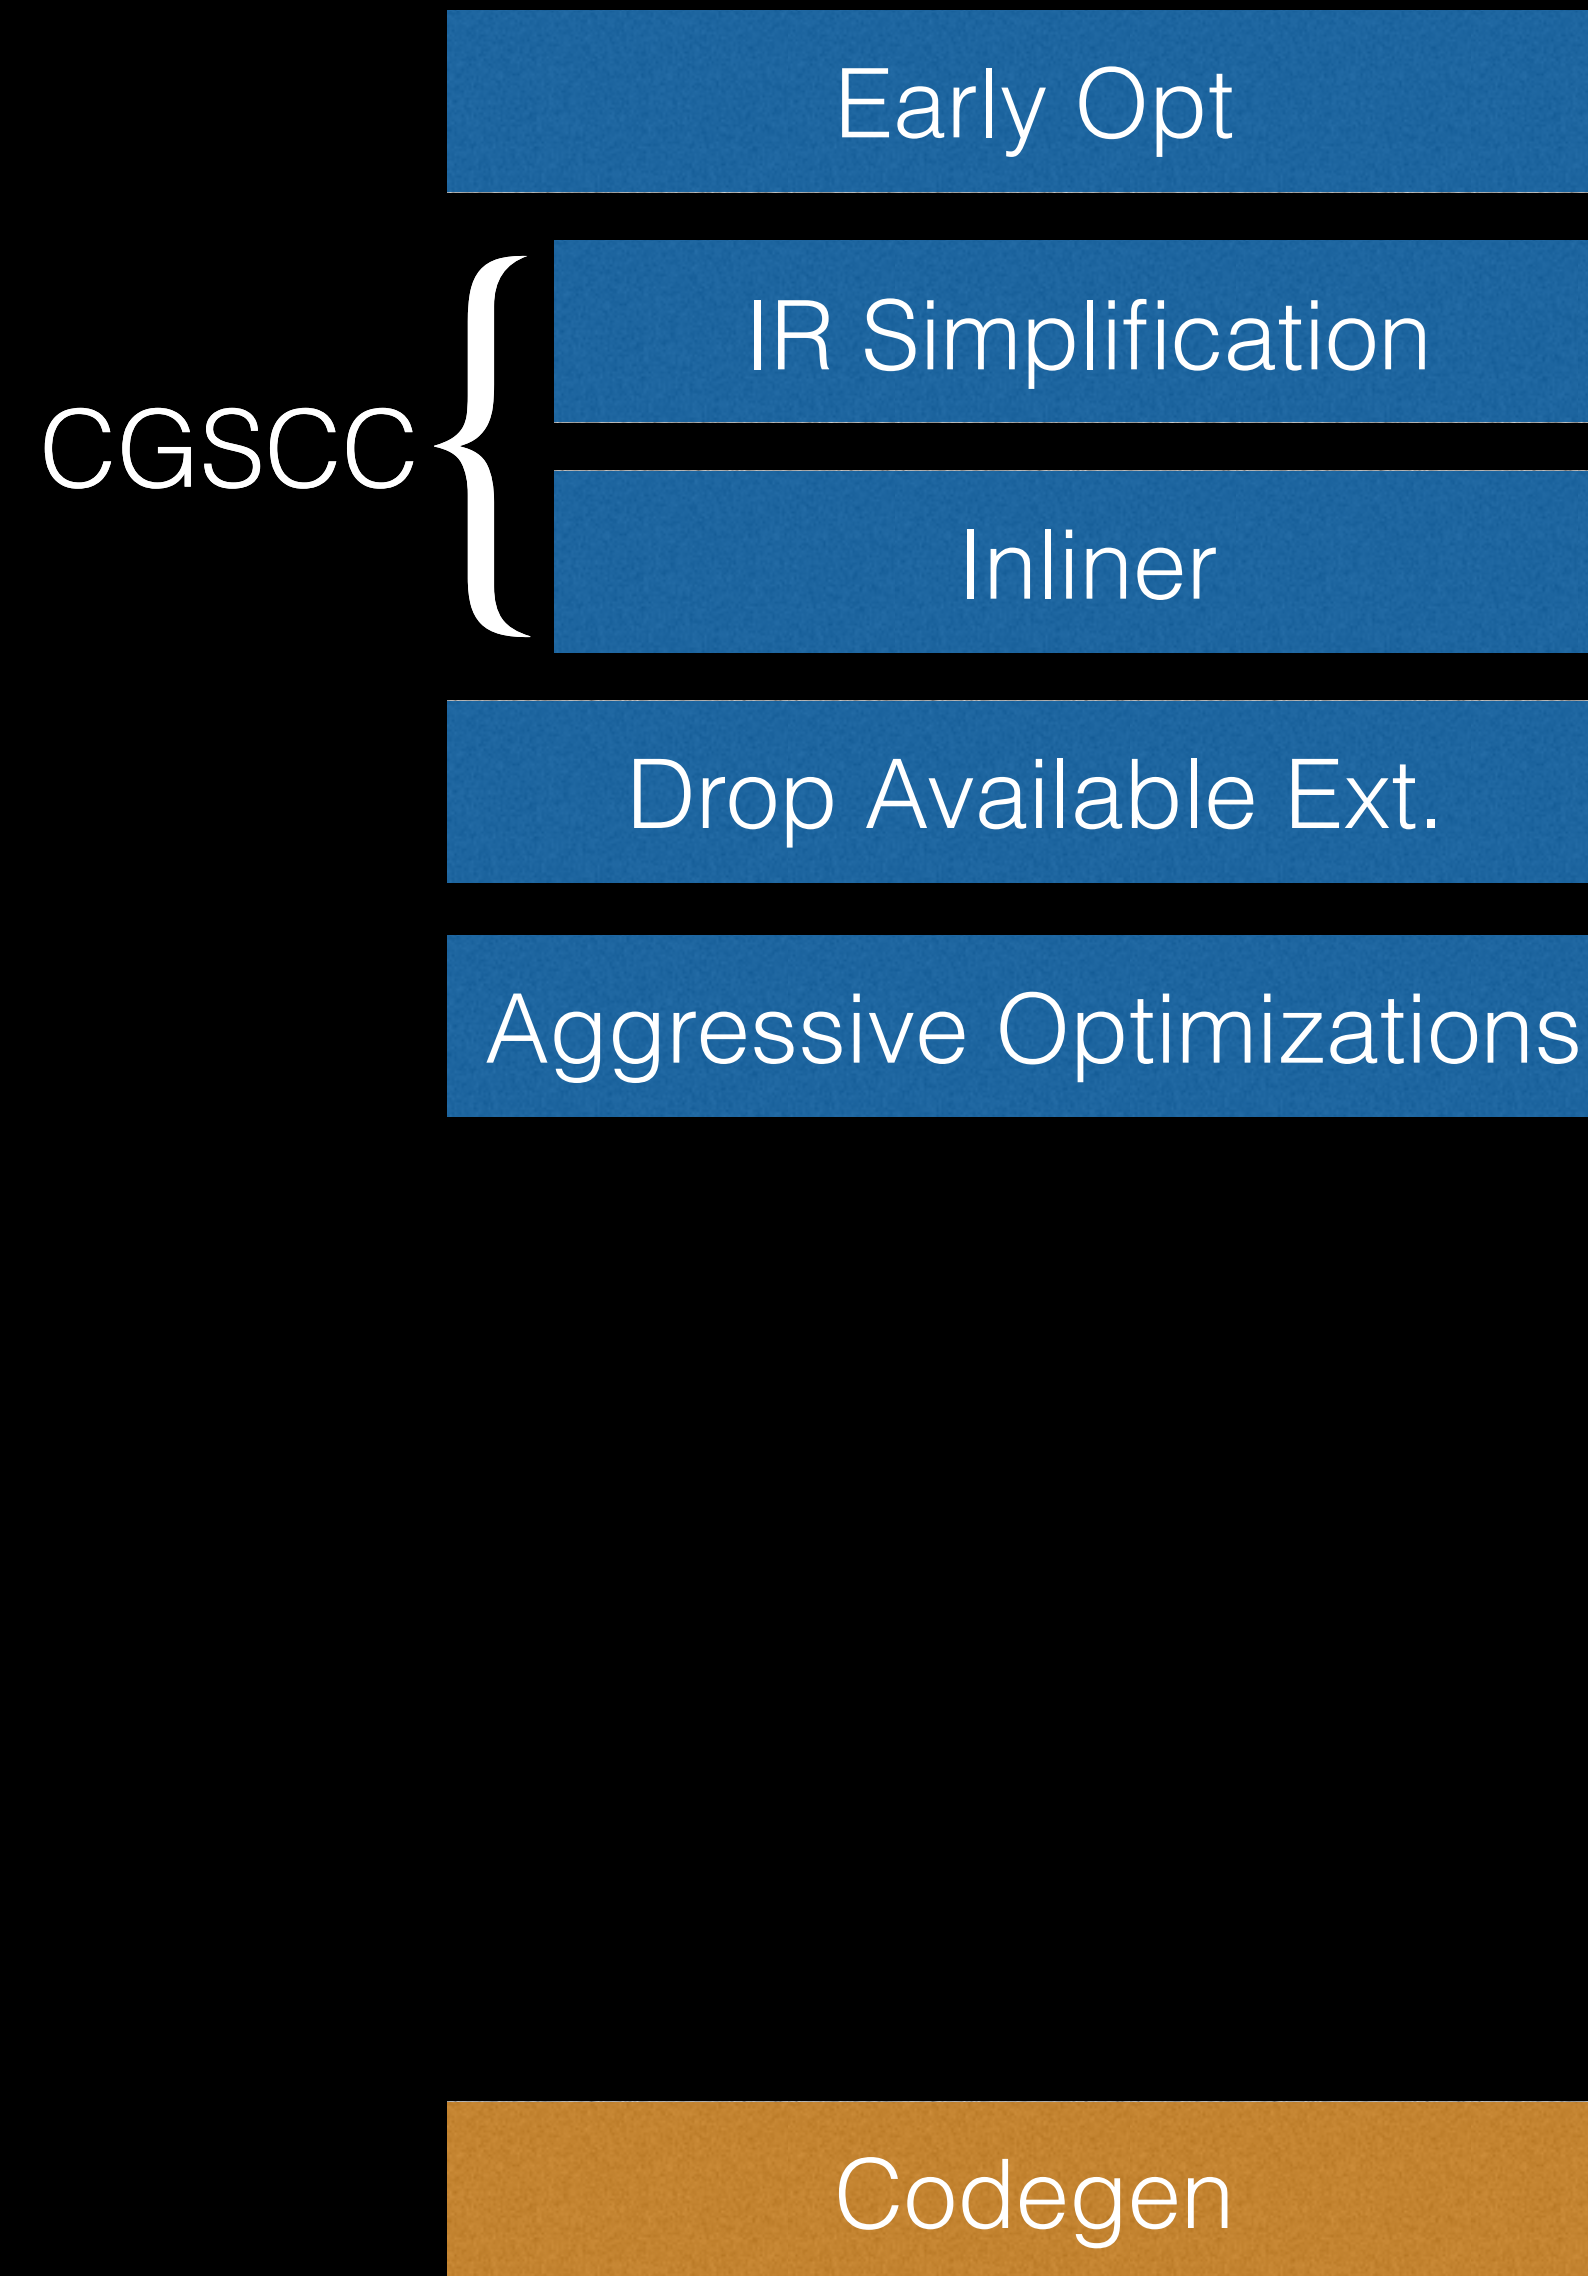 Early Opt
IR Simplification
CGSCC
Inliner
Drop Available Ext.
Aggressive Optimizations
Codegen